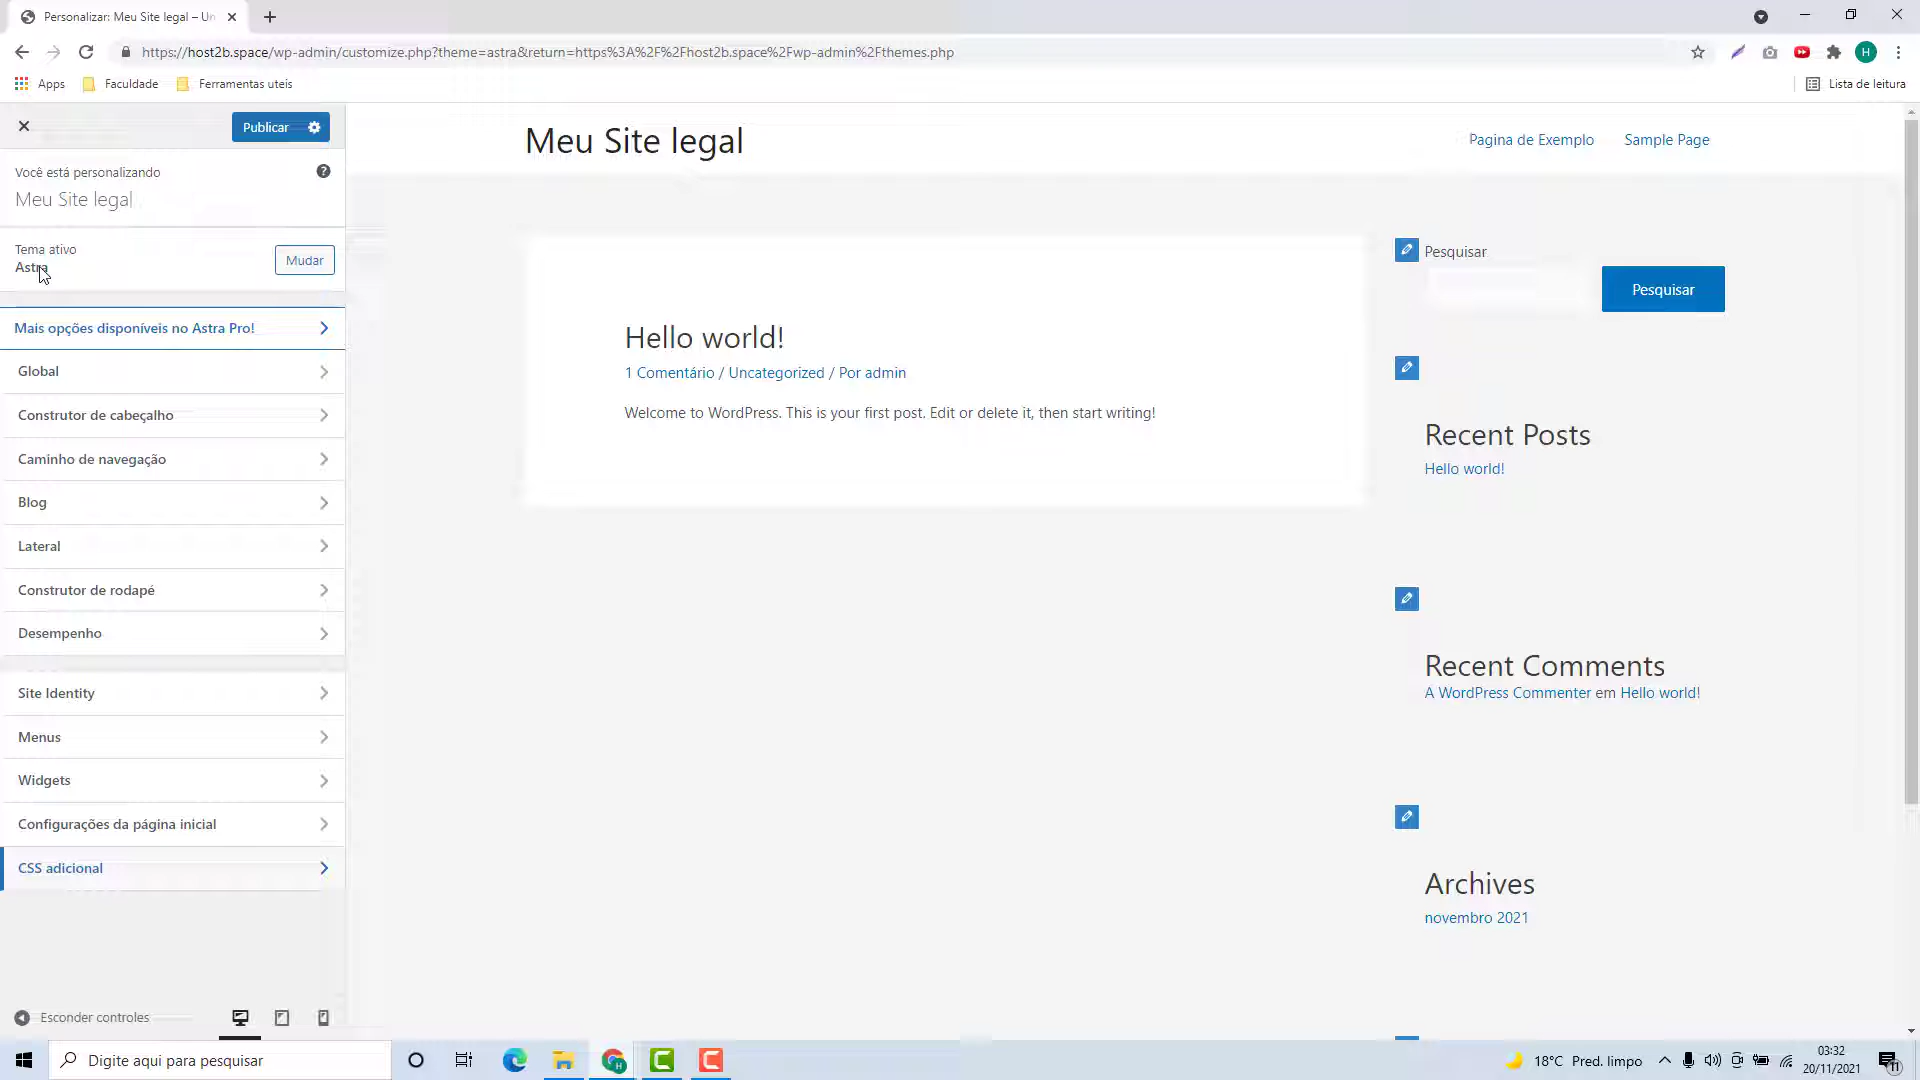 Personalizar: Meu Site legal – Un
https://host2b.space/wp-admin/customize.php?theme=astra&return=https%3A%2F%2Fhost2b.space%2Fwp-admin%2Fthemes.php
H
Apps
Faculdade
Ferramentas uteis
Lista de leitura
Publicar
Você está personalizando
Meu Site legal
Tema ativo
Astra
Mudar
Mais opções disponíveis no Astra Pro!
Global
Construtor de cabeçalho
Caminho de navegação
Blog
Lateral
Construtor de rodapé
Desempenho
Site Identity
Menus
Widgets
Configurações da página inicial
CSS adicional
Esconder controles
Meu Site legal
Pagina de Exemplo
Sample Page
Hello world!
1 Comentário / Uncategorized / Por admin
Welcome to WordPress. This is your first post. Edit or delete it, then start writing!
Pesquisar
Pesquisar
Recent Posts
Hello world!
Recent Comments
A WordPress Commenter em Hello world!
Archives
novembro 2021
Digite aqui para pesquisar
18°C Pred. limpo
03:32
20/11/2021
11